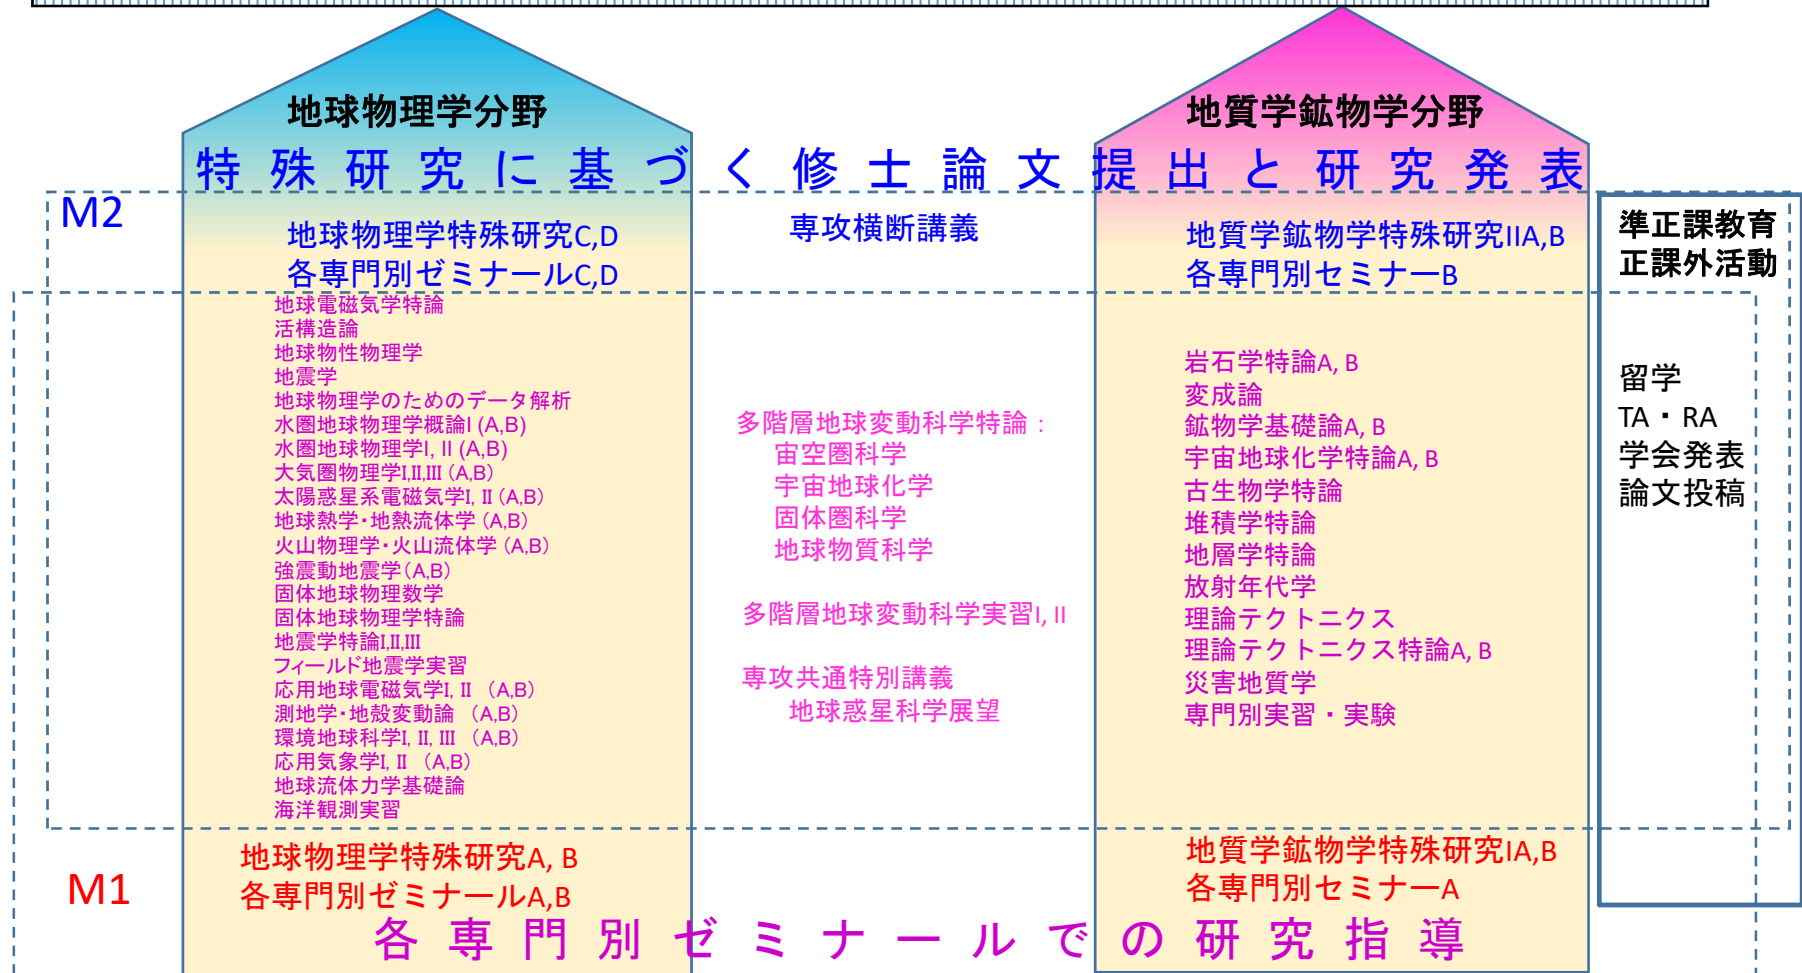 地球物理学分野
地質学鉱物学分野
特殊研究に基づく修士論文提出と研究発表
M2
地球物理学特殊研究C,D
各専門別ゼミナールC,D
専攻横断講義
地質学鉱物学特殊研究IIA,B
各専門別セミナーB
準正課教育
正課外活動
地球電磁気学特論
活構造論
地球物性物理学
地震学
地球物理学のためのデータ解析
水圏地球物理学概論I (A,B)
水圏地球物理学I, II (A,B)
大気圏物理学I,II,III (A,B)
太陽惑星系電磁気学I, II (A,B)
地球熱学・地熱流体学 (A,B)
火山物理学・火山流体学 (A,B)
強震動地震学(A,B)
固体地球物理数学
固体地球物理学特論
地震学特論I,II,III
フィールド地震学実習
応用地球電磁気学I, II (A,B)
測地学・地殻変動論 (A,B)
環境地球科学I, II, III (A,B)
応用気象学I, II (A,B)
地球流体力学基礎論
海洋観測実習
多階層地球変動科学特論：
宙空圏科学
宇宙地球化学
固体圏科学
地球物質科学
多階層地球変動科学実習I, II
専攻共通特別講義
地球惑星科学展望
岩石学特論A, B
変成論
鉱物学基礎論A, B
宇宙地球化学特論A, B
古生物学特論
堆積学特論
地層学特論
放射年代学
理論テクトニクス
理論テクトニクス特論A, B
災害地質学
専門別実習・実験
留学
TA・RA
学会発表
論文投稿
M1
地球物理学特殊研究A, B
各専門別ゼミナールA,B
地質学鉱物学特殊研究IA,B
各専門別セミナーA
各専門別ゼミナールでの研究指導